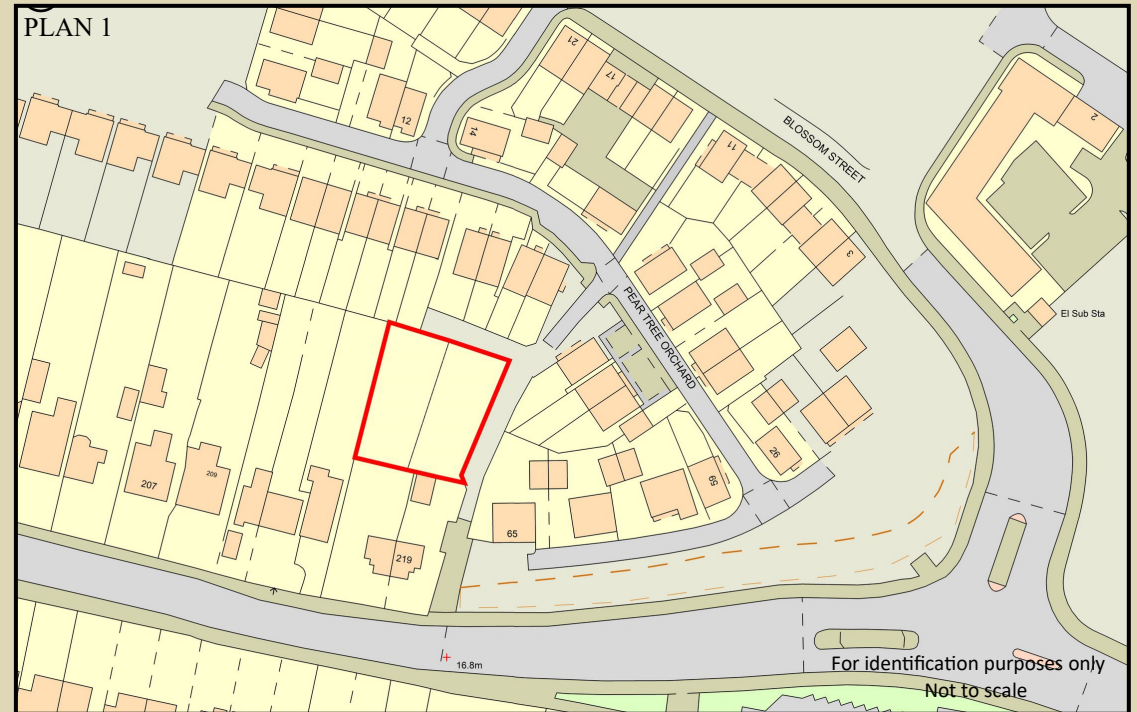 PLAN 1
21
17
12
14
11
BLOSSOM STREET
2
3
PEAR TREE ORCHARD
El Sub Sta
26
59
207
209
65
219
16.8m
For identification purposes only
Not to scale